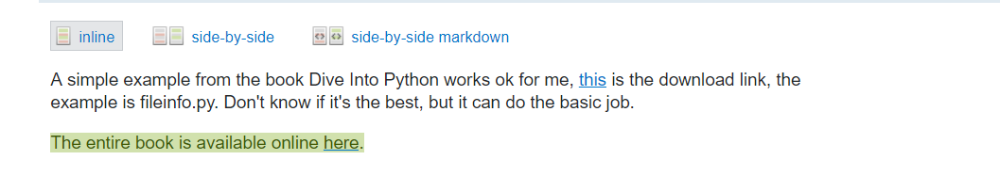 inline side-by-side side-by-side markdown
A simple example from the book Dive Into Python works ok for me, this is the download link, the
example is fileinfo.py. Don't know if it's the best, but it can do the basic job.
The entire book is available online here.